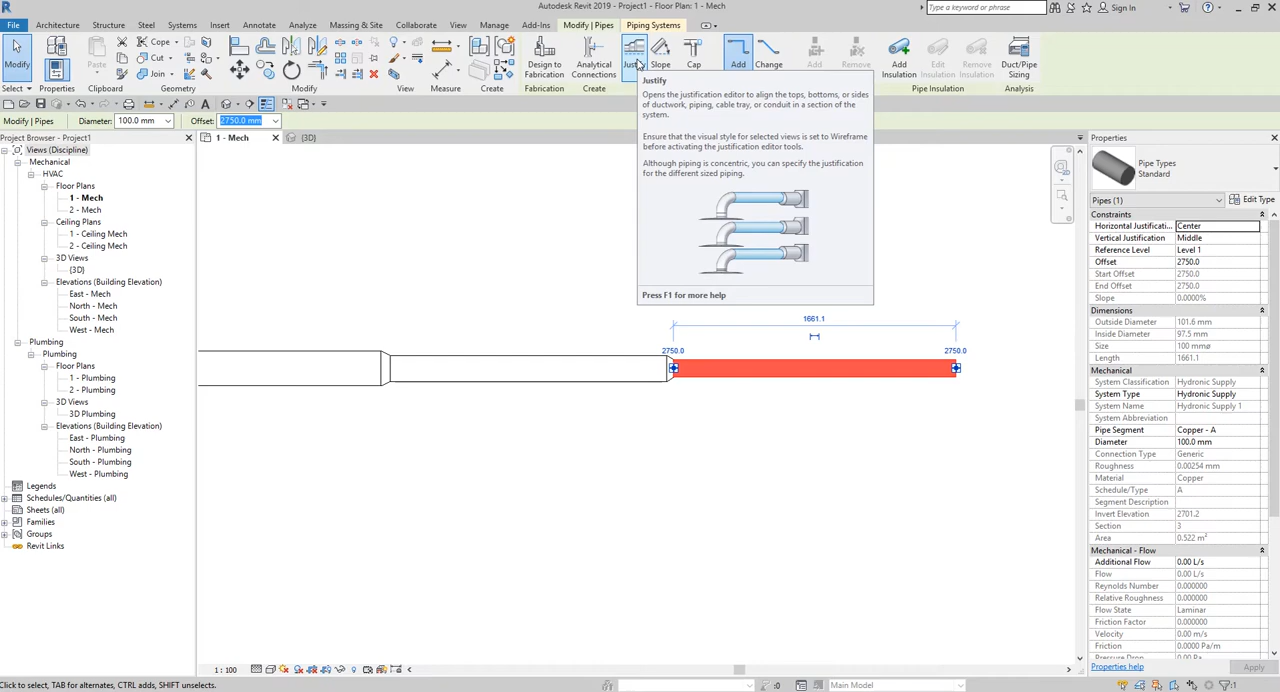 Autodesk Revit 2019 - Project1 - Floor Plan: 1 - Mech
Type a keyword or phrase
Sign In
File Architecture Structure Steel Systems Insert Annotate Analyze Massing & Site Collaborate View Manage Add-Ins Modify | Pipes Piping Systems
Modify Paste Cope Cut Join Design to Fabrication Analytical Connections Justify Slope Cap Add Change Add Remove Add Insulation Edit Insulation Remove Insulation Duct/Pipe Sizing
Select Properties Clipboard Geometry Modify View Measure Create Fabrication Create Pipe Insulation Analysis
Modify | Pipes Diameter: 100.0 mm Offset: 2750.0 mm
Project Browser - Project1
1 - Mech {3D}
Views (Discipline)
Mechanical
HVAC
Floor Plans
1 - Mech
2 - Mech
Ceiling Plans
1 - Ceiling Mech
2 - Ceiling Mech
3D Views
{3D}
Elevations (Building Elevation)
East - Mech
North - Mech
South - Mech
West - Mech
Plumbing
Plumbing
Floor Plans
1 - Plumbing
2 - Plumbing
3D Views
3D Plumbing
Elevations (Building Elevation)
East - Plumbing
North - Plumbing
South - Plumbing
West - Plumbing
Legends
Schedules/Quantities (all)
Sheets (all)
Families
Groups
Revit Links
Justify
Opens the justification editor to align the tops, bottoms, or sides
of ductwork, piping, cable tray, or conduit in a section of the
system.
Ensure that the visual style for selected views is set to Wireframe
before activating the justification editor tools.
Although piping is concentric, you can specify the justification
for the different sized piping.
Press F1 for more help
1661.1
2750.0 2750.0
Properties
Pipe Types
Standard
Pipes (1) Edit Type
Constraints
Horizontal Justificati... Center
Vertical Justification Middle
Reference Level Level 1
Offset 2750.0
Start Offset 2750.0
End Offset 2750.0
Slope 0.0000%
Dimensions
Outside Diameter 101.6 mm
Inside Diameter 97.5 mm
Size 100 mmø
Length 1661.1
Mechanical
System Classification Hydronic Supply
System Type Hydronic Supply
System Name Hydronic Supply 1
System Abbreviation
Pipe Segment Copper - A
Diameter 100.0 mm
Connection Type Generic
Roughness 0.00254 mm
Material Copper
Schedule/Type A
Segment Description
Invert Elevation 2701.2
Section 3
Area 0.522 m²
Mechanical - Flow
Additional Flow 0.00 L/s
Flow 0.00 L/s
Reynolds Number 0.000000
Relative Roughness 0.000000
Flow State Laminar
Friction Factor 0.000000
Velocity 0.00 m/s
Friction 0.0000 Pa/m
Pressure Drop 0.0 Pa
Properties help Apply
1 : 100
Click to select, TAB for alternates, CTRL adds, SHIFT unselects.
:0 Main Model :1